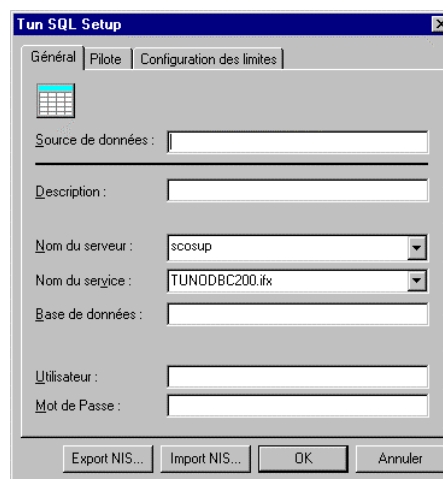 Tun SQL Setup
Général Pilote Configuration des limites
Source de données :
Description :
Nom du serveur : scosup
Nom du service : TUNODBC200.ifx
Base de données :
Utilisateur :
Mot de Passe :
Export NIS... Import NIS... OK Annuler